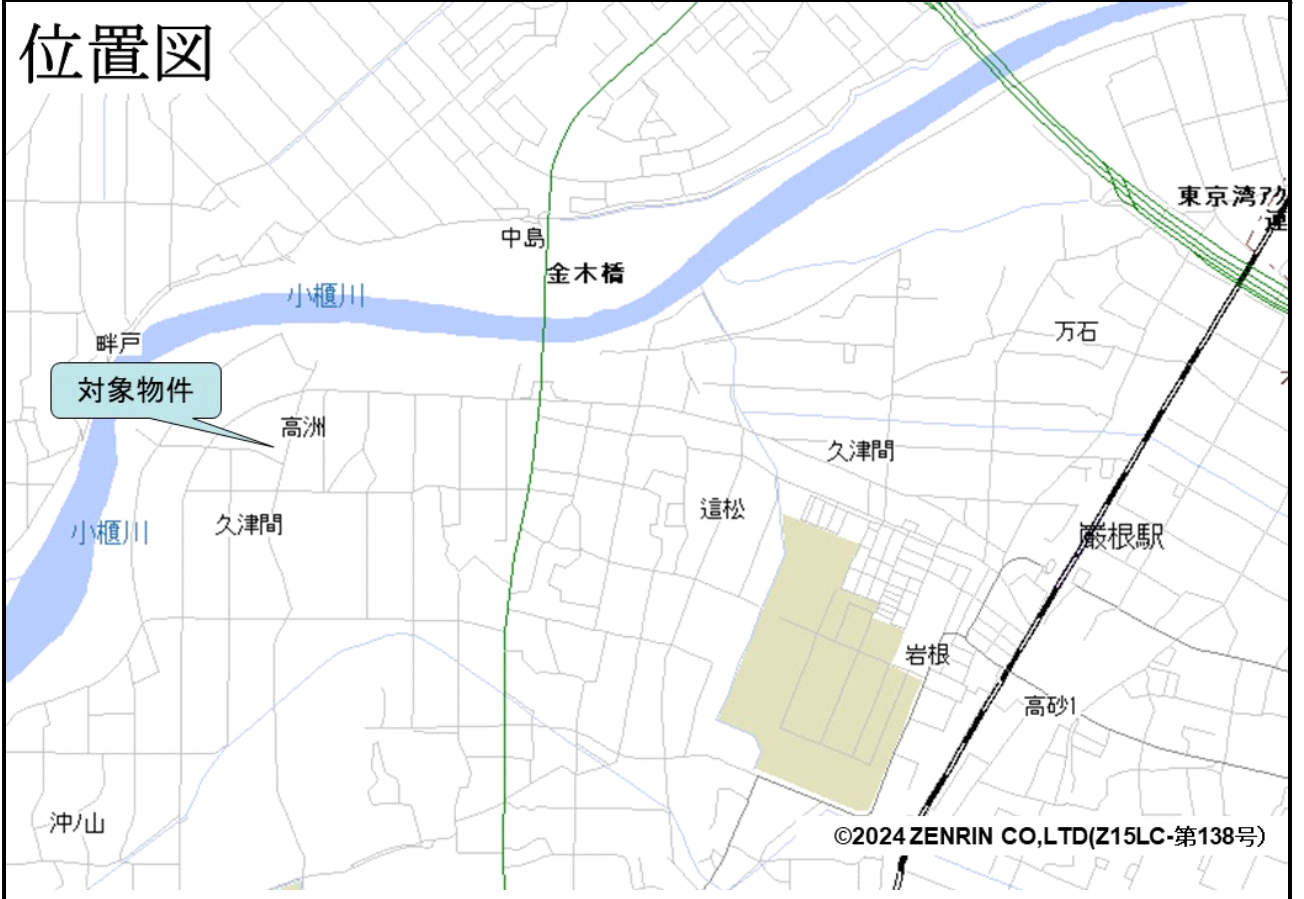 位置図
東京湾アク
連
中島
金木橋
小櫃川
万石
畔戸
対象物件
高洲
久津間
這松
久津間
小櫃川
巌根駅
岩根
高砂1
沖ノ山
©2024 ZENRIN CO,LTD(Z15LC-第138号)